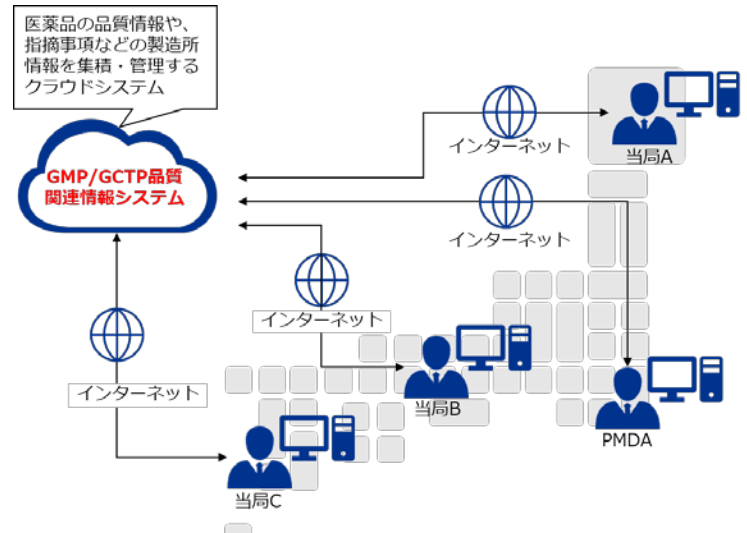 医薬品の品質情報や、
指摘事項などの製造所
情報を集積・管理する
クラウドシステム
GMP/GCTP品質
関連情報システム
インターネット
当局A
インターネット
インターネット
インターネット
当局B
PMDA
当局C